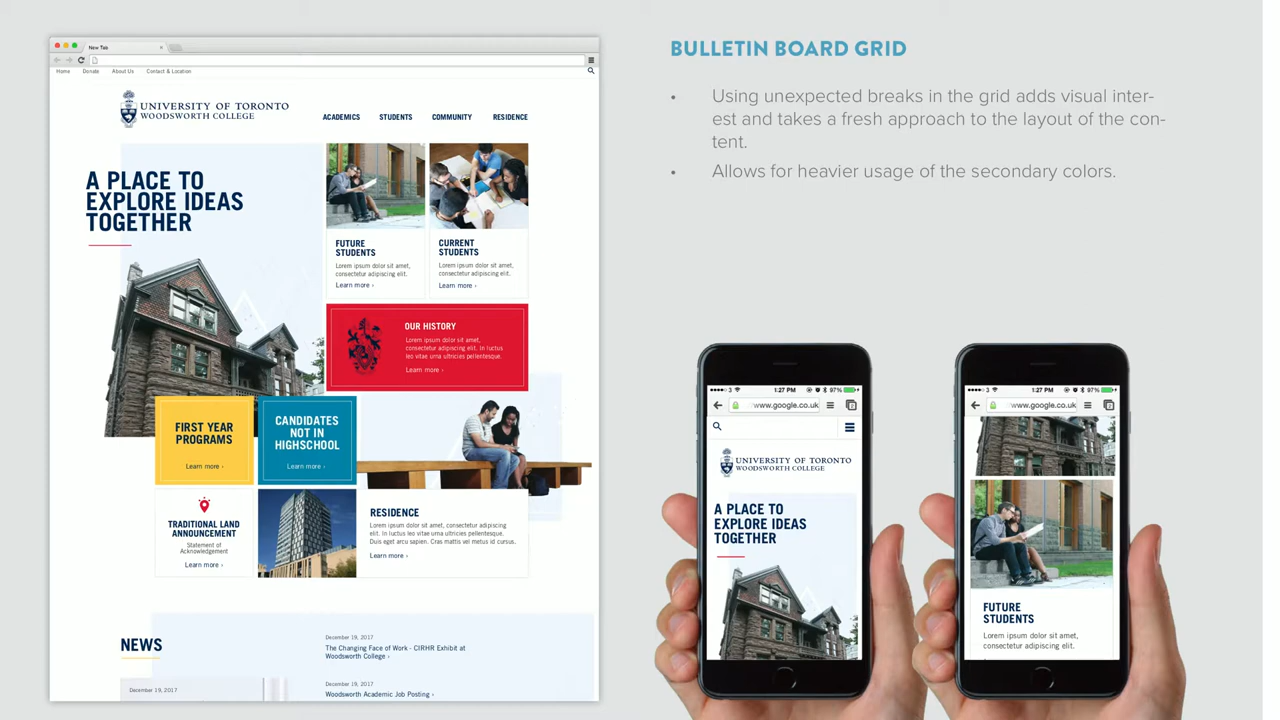 New Tab
Home Donate About Us Contact & Location
UNIVERSITY OF TORONTO
WOODSWORTH COLLEGE
ACADEMICS STUDENTS COMMUNITY RESIDENCE
A PLACE TO
EXPLORE IDEAS
TOGETHER
FUTURE
STUDENTS
Lorem ipsum dolor sit amet,
consectetur adipiscing elit.
Learn more ›
CURRENT
STUDENTS
Lorem ipsum dolor sit amet,
consectetur adipiscing elit.
Learn more ›
OUR HISTORY
Lorem ipsum dolor sit amet,
consectetur adipiscing elit. In luctus
leo vitae urna ultricies pellentesque.
Learn more ›
FIRST YEAR
PROGRAMS
Learn more ›
CANDIDATES
NOT IN
HIGHSCHOOL
Learn more ›
TRADITIONAL LAND
ANNOUNCEMENT
Statement of
Acknowledgement
Learn more ›
RESIDENCE
Lorem ipsum dolor sit amet, consectetur adipiscing
elit. Vivamus tincidunt erat in mi accumsan, a
Duis eget arcu sapien. Cras mattis vel metus id cursus.
Learn more ›
NEWS
December 19, 2017
December 19, 2017
The Changing Face of Work - CIRHR Exhibit at
Woodsworth College ›
Woodsworth Academic Job Posting ›
December 19, 2017
BULLETIN BOARD GRID
• Using unexpected breaks in the grid adds visual inter-
est and takes a fresh approach to the layout of the con-
tent.
• Allows for heavier usage of the secondary colors.
3 1:27 PM 97%
www.google.co.uk 2
UNIVERSITY OF TORONTO
WOODSWORTH COLLEGE
A PLACE TO
EXPLORE IDEAS
TOGETHER
3 1:27 PM 97%
www.google.co.uk 2
FUTURE
STUDENTS
Lorem ipsum dolor sit amet,
consectetur adipiscing elit.